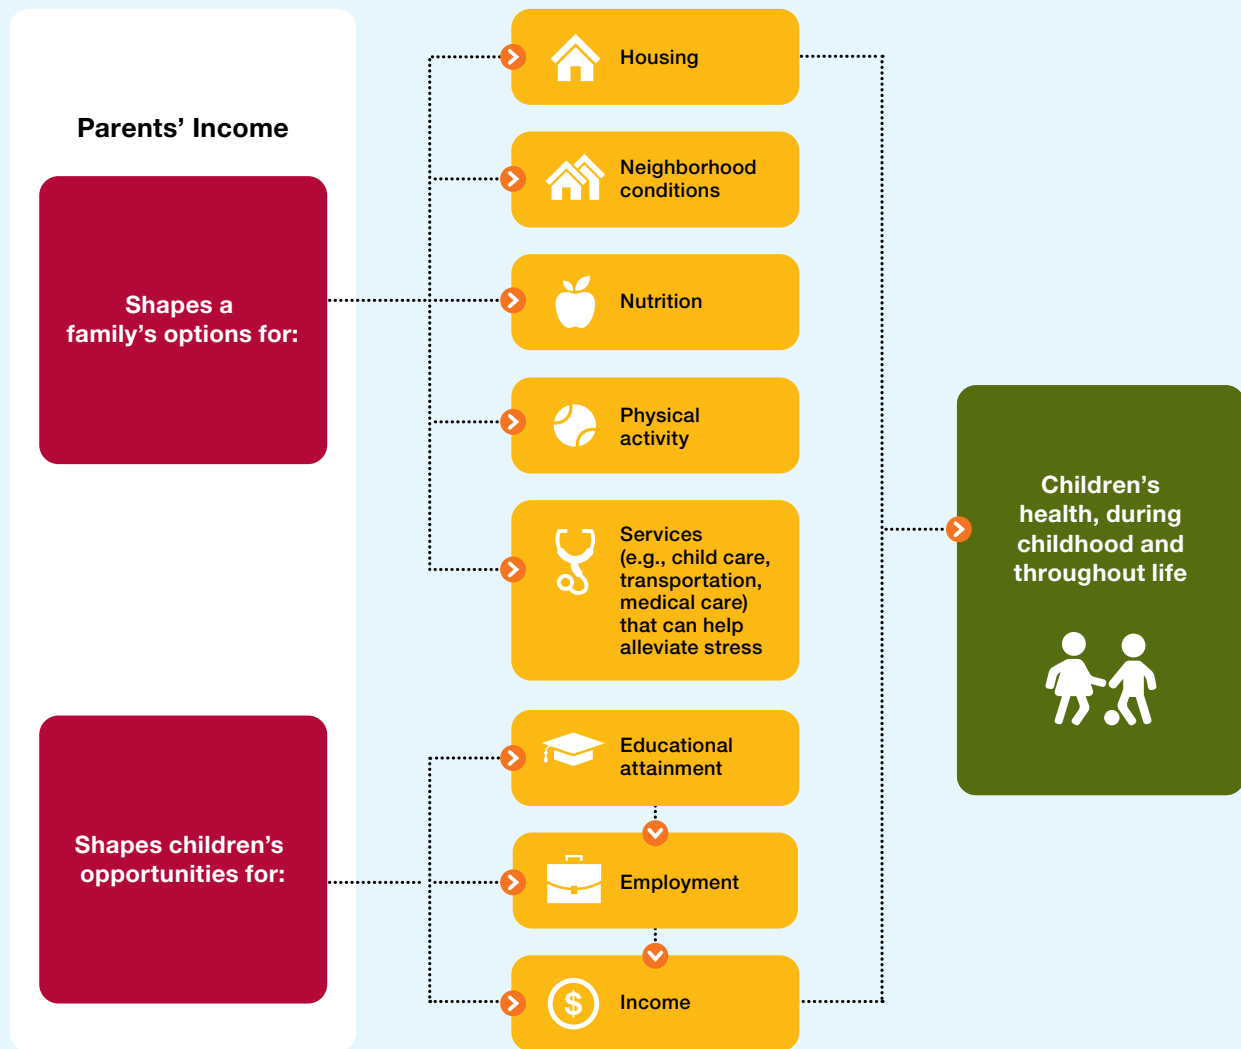 Parents’ Income
Shapes a
family’s options for:
Housing
Neighborhood
conditions
Nutrition
Physical
activity
Services
(e.g., child care,
transportation,
medical care)
that can help
alleviate stress
Shapes children’s
opportunities for:
Educational
attainment
Employment
$
Income
Children’s
health, during
childhood and
throughout life